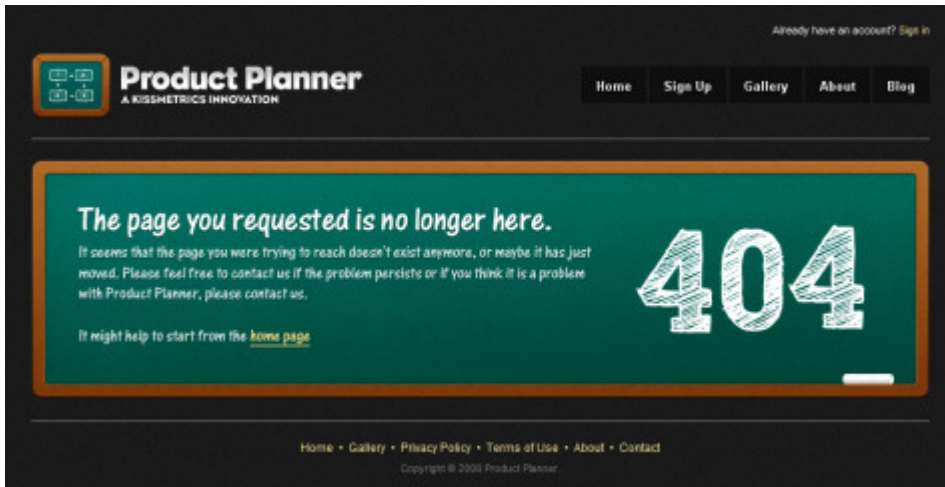 Already have an account? Sign in
Product Planner
A KISSMETRICS INNOVATION
Home Sign Up Gallery About Blog
The page you requested is no longer here.
It seems that the page you were trying to reach doesn't exist anymore, or maybe it has just
moved. Please feel free to contact us if the problem persists or if you think it is a problem
with Product Planner, please contact us.
It might help to start from the home page
404
Home • Gallery • Privacy Policy • Terms of Use • About • Contact
Copyright © 2008 Product Planner